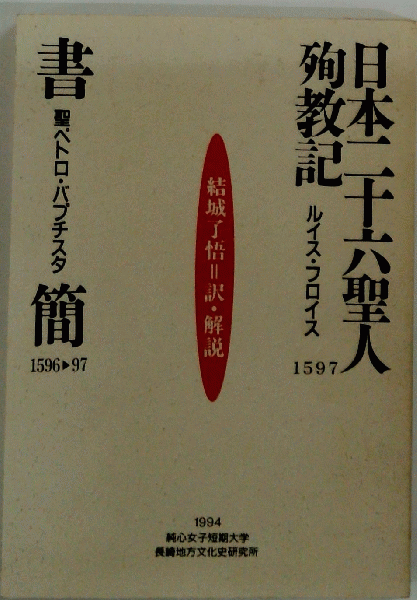 日本二十六聖人
殉教記
ルイス・フロイス
1597
結城了悟=訳・解説
書簡
聖ペトロ・バプチスタ
1596▶97
1994
純心女子短期大学
長崎地方文化史研究所